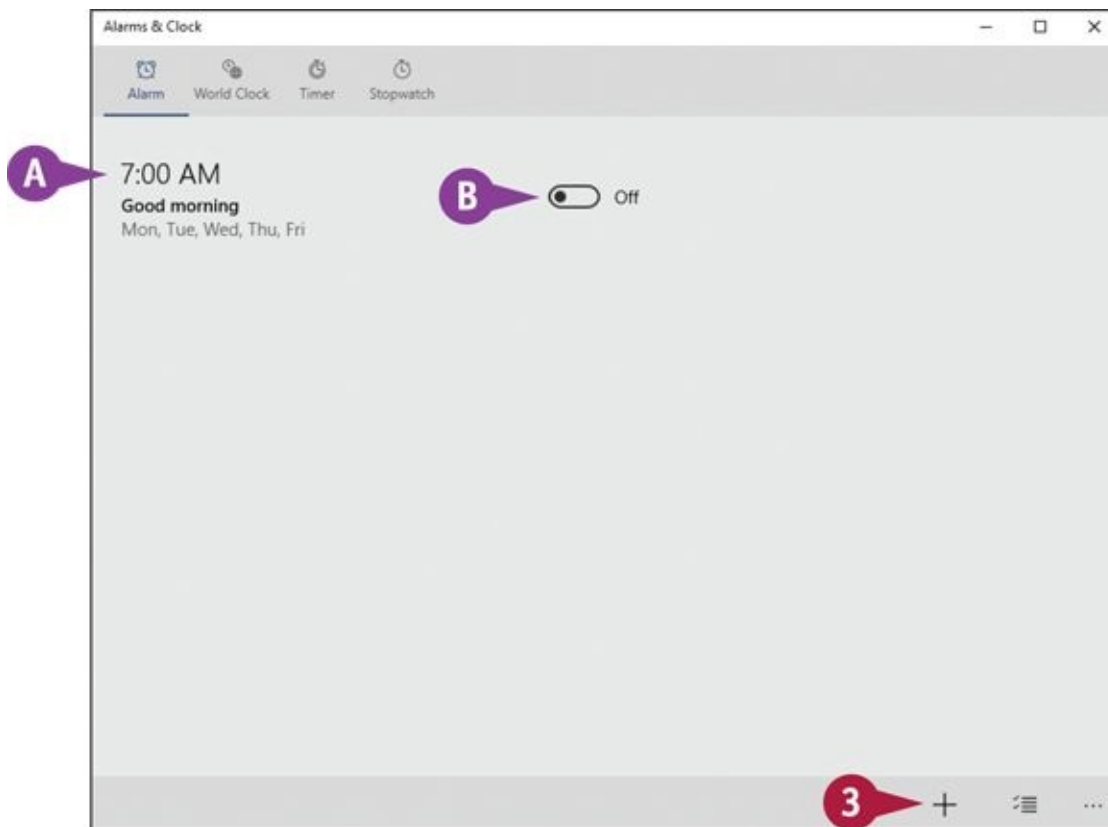 Alarms & Clock
Alarm World Clock Timer Stopwatch
A
7:00 AM
Good morning
Mon, Tue, Wed, Thu, Fri
B
Off
3